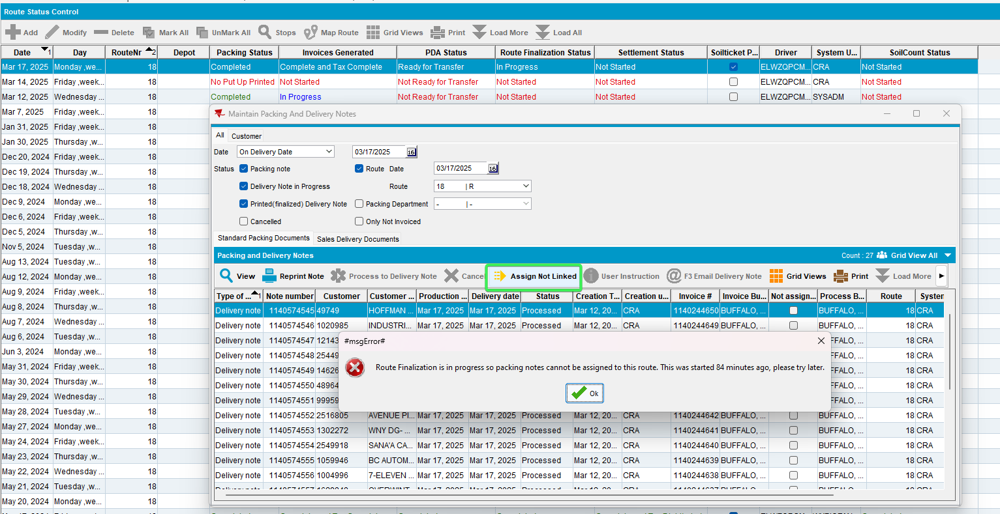 Route Status Control
Add Modify Delete Mark All UnMark All Stops Map Route Grid Views Print Load More Load All
Date 1 Day RouteNr 2 Depot Packing Status Invoices Generated PDA Status Route Finalization Status Settlement Status Soilticket P... Driver System U... SoilCount Status
Mar 17, 2025 Monday ,we... 18 Completed Complete and Tax Complete Ready for Transfer In Progress Not Started ELWZQPCM... CRA Not Started
Mar 14, 2025 Friday ,week... 18 No Put Up Printed Not Started Not Ready for Transfer Not Started Not Started ELWZQPCM... CRA Not Started
Mar 12, 2025 Wednesday ... 18 Completed In Progress Not Ready for Transfer Not Started Not Started ELWZQPCM... SYSADM Not Started
Mar 7, 2025 Friday ,week... 18
Jan 31, 2025 Friday ,week... 18
Jan 30, 2025 Thursday ,w... 18
Dec 20, 2024 Friday ,week... 18
Dec 19, 2024 Thursday ,w... 18
Dec 18, 2024 Wednesday ... 18
Dec 9, 2024 Monday ,we... 18
Dec 6, 2024 Friday ,week... 18
Dec 5, 2024 Thursday ,w... 18
Nov 5, 2024 Tuesday ,w... 18
Aug 13, 2024 Tuesday ,w... 18
Aug 12, 2024 Monday ,we... 18
Aug 9, 2024 Friday ,week... 18
Aug 8, 2024 Thursday ,w... 18
Aug 7, 2024 Wednesday ... 18
Aug 6, 2024 Tuesday ,w... 18
Jun 3, 2024 Monday ,we... 18
May 31, 2024 Friday ,week... 18
May 30, 2024 Thursday ,w... 18
May 29, 2024 Wednesday ... 18
May 28, 2024 Tuesday ,w... 18
May 27, 2024 Monday ,we... 18
May 24, 2024 Friday ,week... 18
May 23, 2024 Thursday ,w... 18
May 22, 2024 Wednesday ... 18
May 21, 2024 Tuesday ,w... 18
May 20, 2024 Monday ,we... 18
Maintain Packing And Delivery Notes
All Customer
Date On Delivery Date 03/17/2025 16
Status Packing note Route Date 03/17/2025 16
Delivery Note in Progress Route 18 | R
Printed(finalized) Delivery Note Packing Department - | -
Cancelled Only Not Invoiced
Standard Packing Documents Sales Delivery Documents
Packing and Delivery Notes Count : 27 Grid View All
View Reprint Note Process to Delivery Note Cance Assign Not Linked User Instruction F3 Email Delivery Note Grid Views Print Load More
Type of ... 1 Note number Customer Customer ... Production ... Delivery date Status Creation T... Creation u... Invoice # Invoice Bu... Not assign... Process B... Route System
Delivery note 1140574545 49749 HOFFMAN ... Mar 17, 2025 Mar 17, 2025 Processed Mar 12, 20... CRA 1140244650 BUFFALO, ... BUFFALO, ... 18 CRA
Delivery note 1140574546 1020985 INDUSTRI... Mar 17, 2025 Mar 17, 2025 Processed Mar 12, 20... CRA 1140244649 BUFFALO, ... BUFFALO, ... 18 CRA
Delivery note 1140574547 12143 FFALO, ... 18 CRA
Delivery note 1140574548 25449 FFALO, ... 18 CRA
Delivery note 1140574549 14626 FFALO, ... 18 CRA
Delivery note 1140574550 48964 FFALO, ... 18 CRA
Delivery note 1140574551 99959 FFALO, ... 18 CRA
#msgError#
Route Finalization is in progress so packing notes cannot be assigned to this route. This was started 84 minutes ago, please try later.
Ok
Delivery note 1140574552 2516805 AVENUE PI... Mar 17, 2025 Mar 17, 2025 Processed Mar 12, 20... CRA 1140244642 BUFFALO, ... BUFFALO, ... 18 CRA
Delivery note 1140574553 1302272 WNY DG- ... Mar 17, 2025 Mar 17, 2025 Processed Mar 12, 20... CRA 1140244641 BUFFALO, ... BUFFALO, ... 18 CRA
Delivery note 1140574554 2549918 SANA'A CA... Mar 17, 2025 Mar 17, 2025 Processed Mar 12, 20... CRA 1140244640 BUFFALO, ... BUFFALO, ... 18 CRA
Delivery note 1140574555 1059946 BC AUTOM... Mar 17, 2025 Mar 17, 2025 Processed Mar 12, 20... CRA 1140244639 BUFFALO, ... BUFFALO, ... 18 CRA
Delivery note 1140574556 1004996 7-ELEVEN ... Mar 17, 2025 Mar 17, 2025 Processed Mar 12, 20... CRA 1140244638 BUFFALO, ... BUFFALO, ... 18 CRA